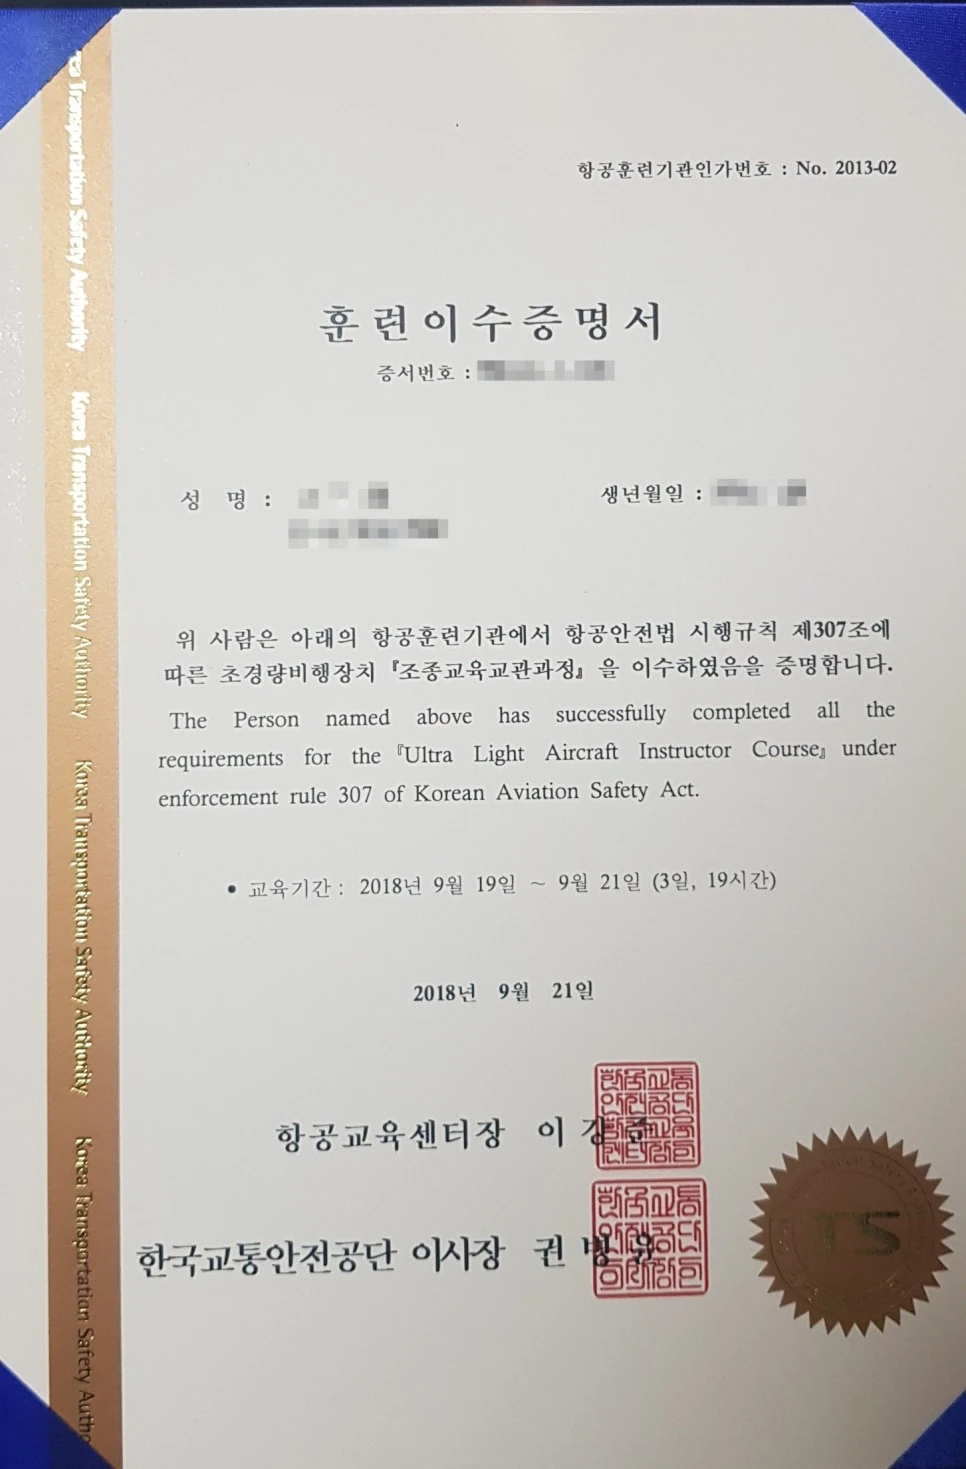 항공훈련기관인가번호 : No. 2013-02
훈련이수증명서
증서번호 :
성 명 :
생년월일 :
위 사람은 아래의 항공훈련기관에서 항공안전법 시행규칙 제307조에
따른 초경량비행장치 『조종교육교관과정』을 이수하였음을 증명합니다.
The Person named above has successfully completed all the
requirements for the 『Ultra Light Aircraft Instructor Course』 under
enforcement rule 307 of Korean Aviation Safety Act.
• 교육기간 : 2018년 9월 19일 ~ 9월 21일 (3일, 19시간)
2018년 9월 21일
항공교육센터장 이 강
한국교통안전공단 이사장 권 병 윤
TS
Korea Transportation Safety Authority
Korea Transportation Safety Authority
Korea Transportation Safety Authority
Korea Transportation Safety